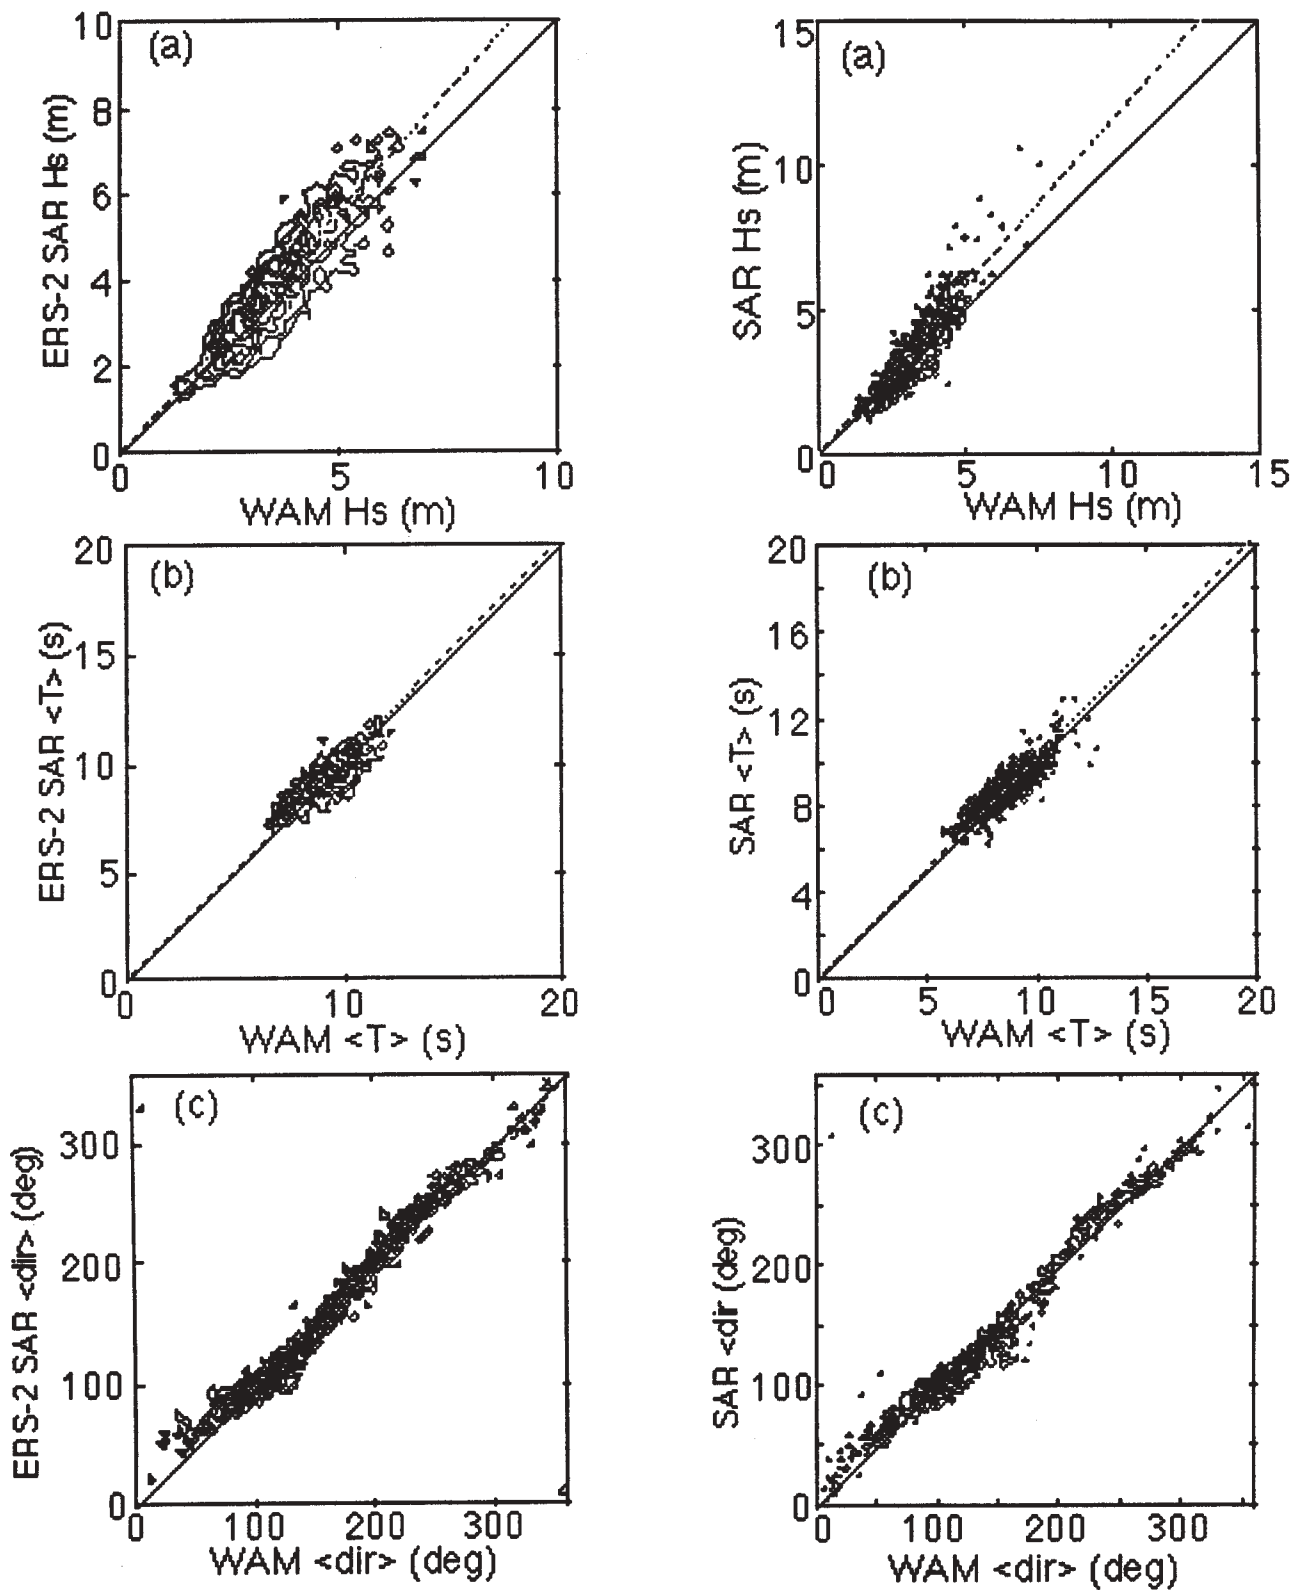 10
8
6
4
2
0
ERS-2 SAR Hs (m)
(a)
0 5 10
WAM Hs (m)
15
10
5
0
SAR Hs (m)
(a)
0 5 10 15
WAM Hs (m)
20
15
10
5
0
ERS-2 SAR <T> (s)
(b)
0 10 20
WAM <T> (s)
20
16
12
8
4
0
SAR <T> (s)
(b)
0 5 10 15 20
WAM <T> (s)
300
200
100
0
ERS-2 SAR <dir> (deg)
(c)
0 100 200 300
WAM <dir> (deg)
300
200
100
0
SAR <dir (deg)
(c)
0 100 200 300
WAM <dir> (deg)